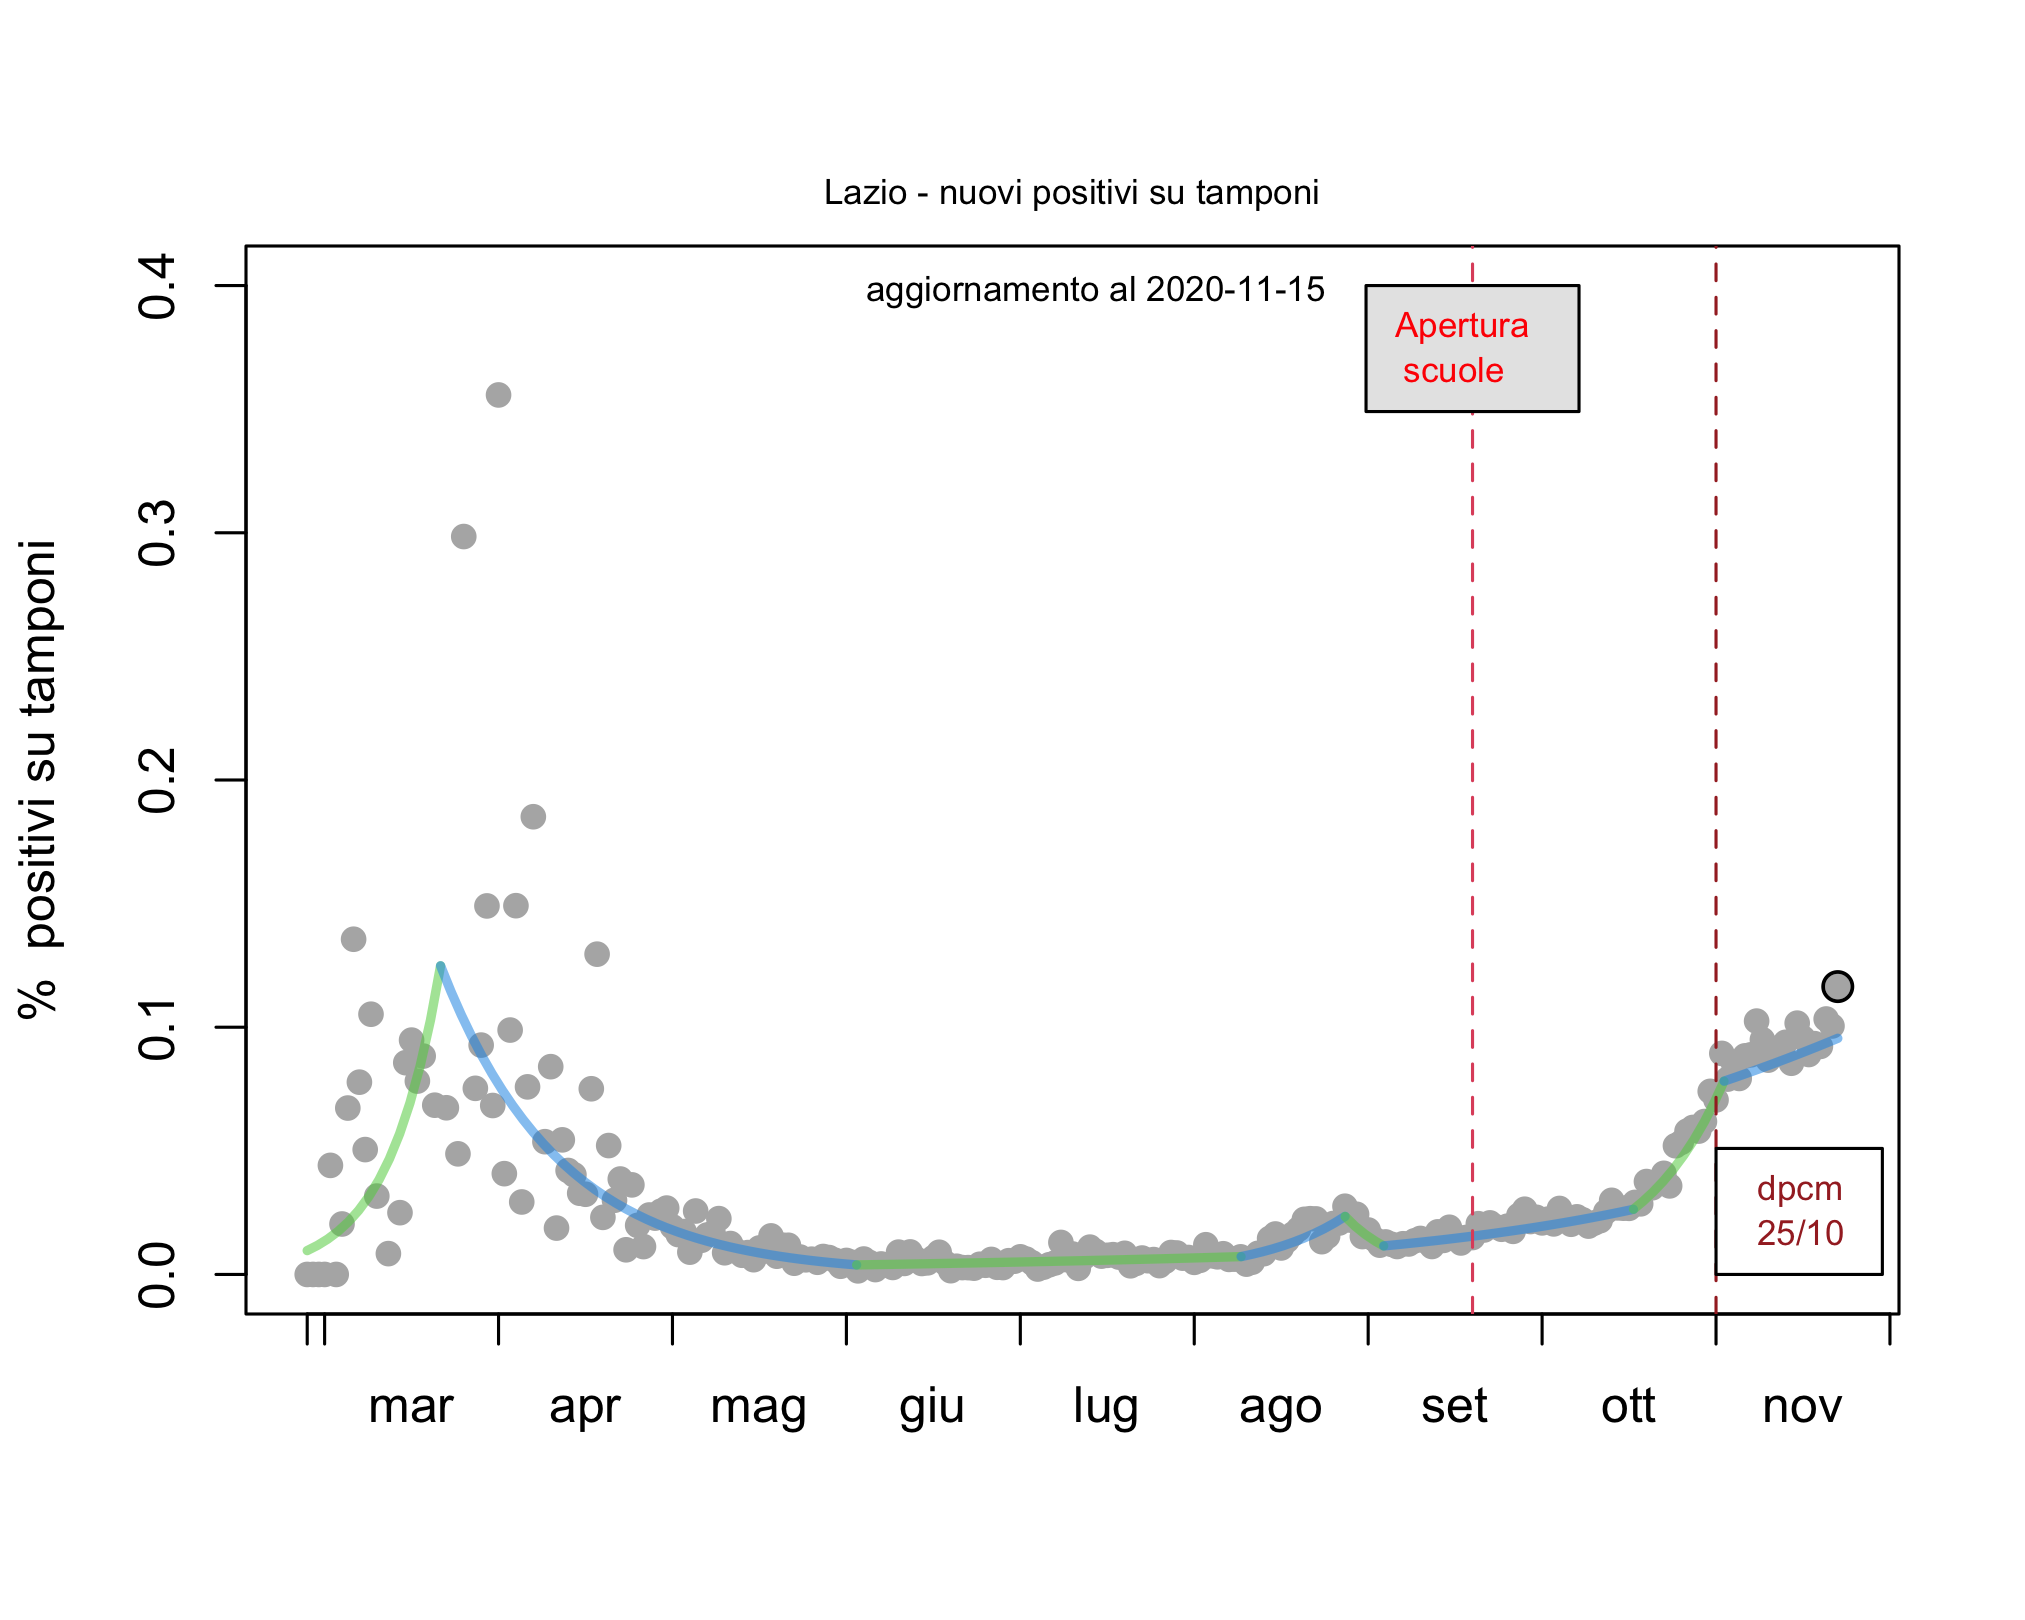 Lazio - nuovi positivi su tamponi
aggiornamento al 2020-11-15
Apertura
scuole
dpcm
25/10
% positivi su tamponi
0.4
0.3
0.2
0.1
0.0
mar apr mag giu lug ago set ott nov